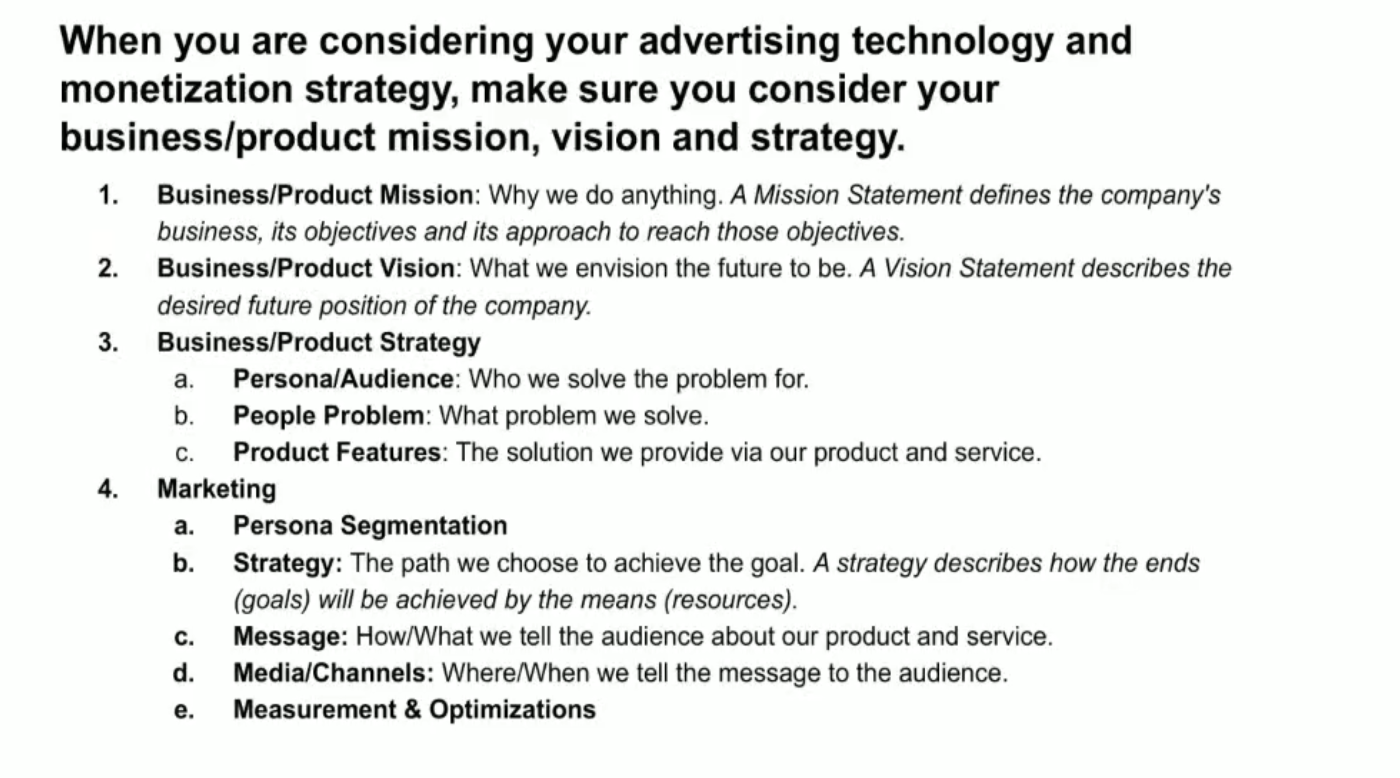 When you are considering your advertising technology and
monetization strategy, make sure you consider your
business/product mission, vision and strategy.
1. Business/Product Mission: Why we do anything. A Mission Statement defines the company's
business, its objectives and its approach to reach those objectives.
2. Business/Product Vision: What we envision the future to be. A Vision Statement describes the
desired future position of the company.
3. Business/Product Strategy
a. Persona/Audience: Who we solve the problem for.
b. People Problem: What problem we solve.
c. Product Features: The solution we provide via our product and service.
4. Marketing
a. Persona Segmentation
b. Strategy: The path we choose to achieve the goal. A strategy describes how the ends
(goals) will be achieved by the means (resources).
c. Message: How/What we tell the audience about our product and service.
d. Media/Channels: Where/When we tell the message to the audience.
e. Measurement & Optimizations